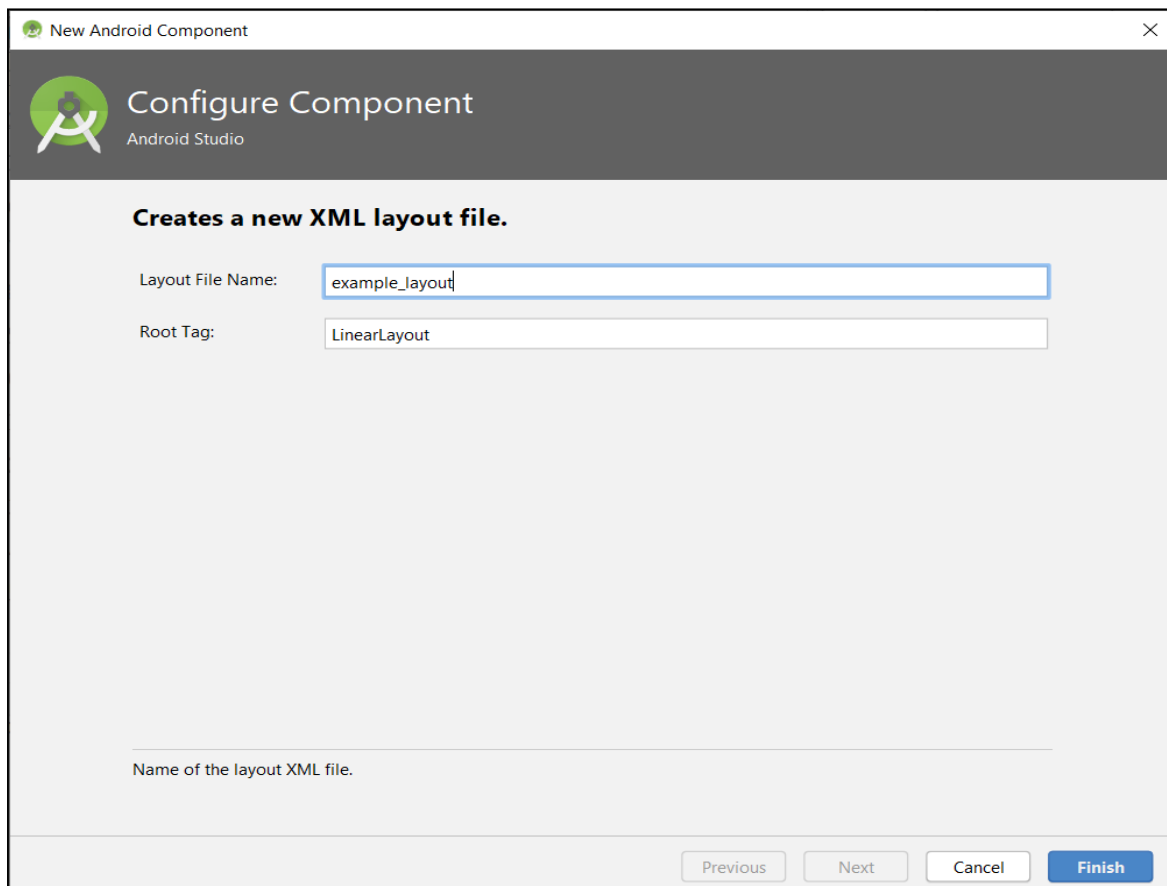 New Android Component
Configure Component
Android Studio
Creates a new XML layout file.
Layout File Name: example_layout
Root Tag: LinearLayout
Name of the layout XML file.
Previous Next Cancel Finish